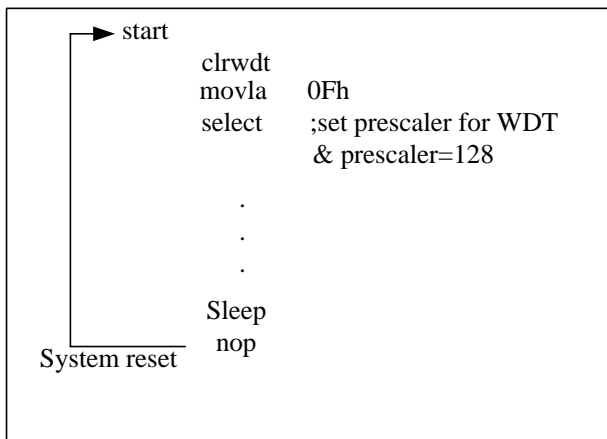 start
clrwdt
movla 0Fh
select ;set prescaler for WDT
& prescaler=128
.
.
.
Sleep
nop
System reset